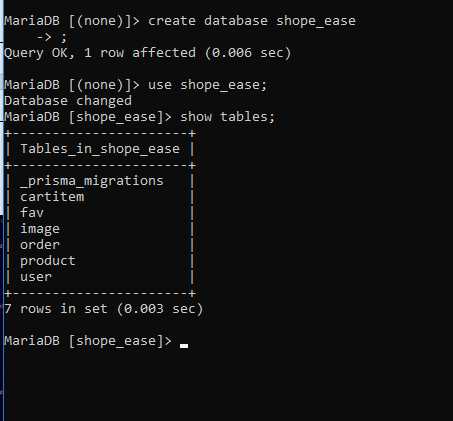 MariaDB [(none)]> create database shope_ease
    -> ;
Query OK, 1 row affected (0.006 sec)

MariaDB [(none)]> use shope_ease;
Database changed
MariaDB [shope_ease]> show tables;
+----------------------+
| Tables_in_shope_ease |
+----------------------+
| _prisma_migrations   |
| cartitem             |
| fav                  |
| image                |
| order                |
| product              |
| user                 |
+----------------------+
7 rows in set (0.003 sec)

MariaDB [shope_ease]>